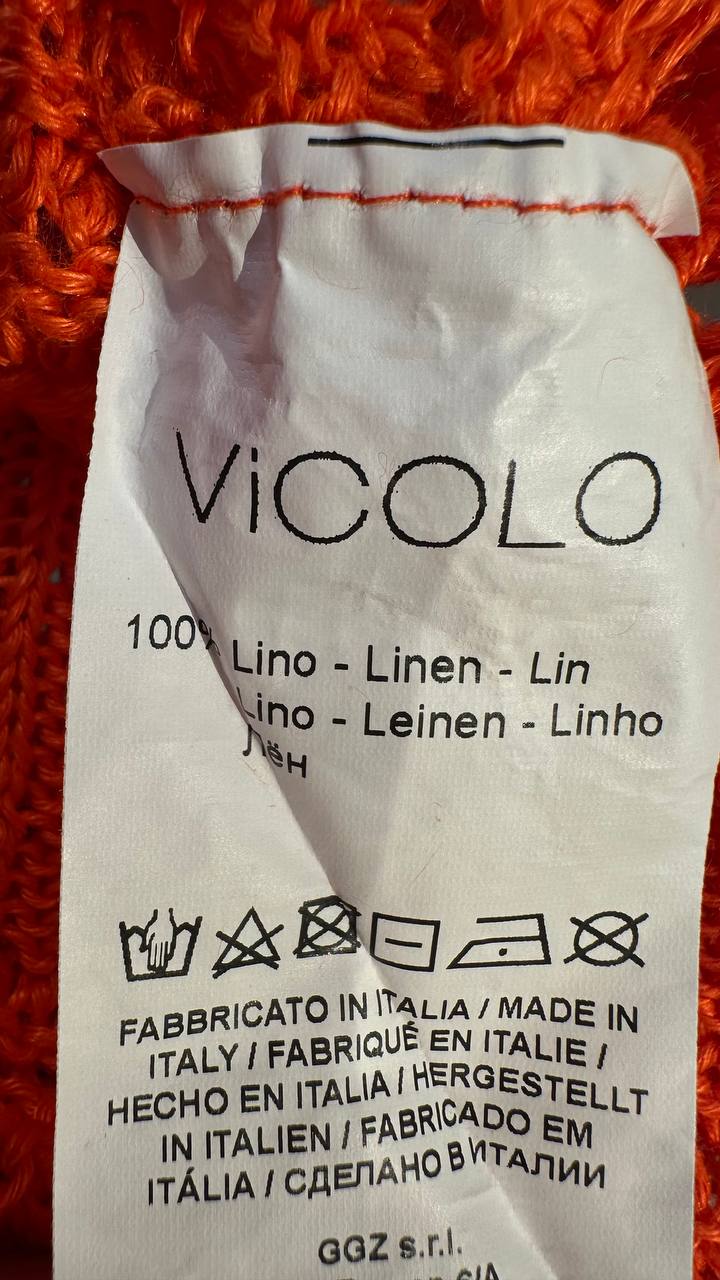 ViCOLO
100% Lino - Linen - Lin
Lino - Leinen - Linho
Лён
FABBRICATO IN ITALIA / MADE IN
ITALY / FABRIQUÉ EN ITALIE /
HECHO EN ITALIA / HERGESTELLT
IN ITALIEN / FABRICADO EM
ITÁLIA / СДЕЛАНО В ИТАЛИИ
GGZ s.r.l.